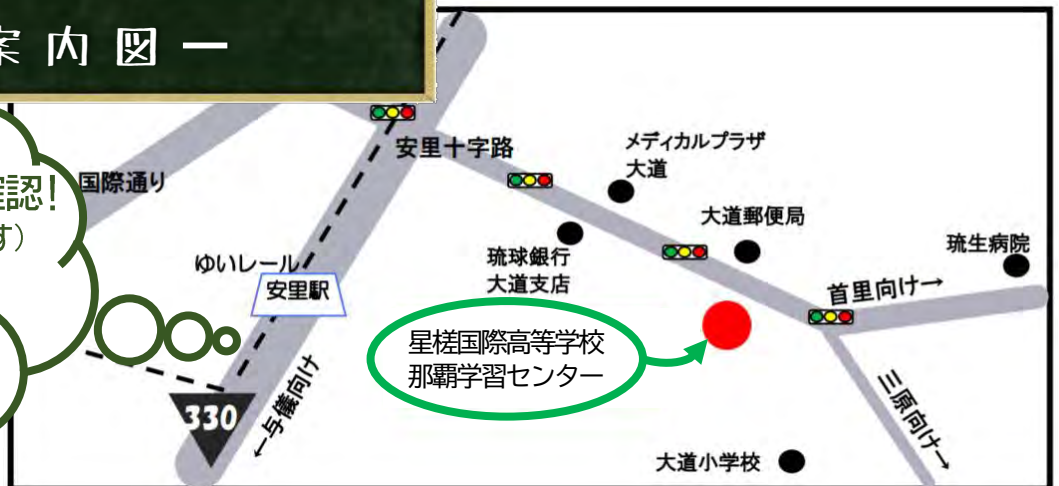 案内図ー
確認!
す)
国際通り
安里十字路
メディカルプラザ
大道
大道郵便局
琉生病院
ゆいレール
安里駅
琉球銀行
大道支店
首里向け→
星槎国際高等学校
那覇学習センター
330
←与儀向け
三原向け→
大道小学校